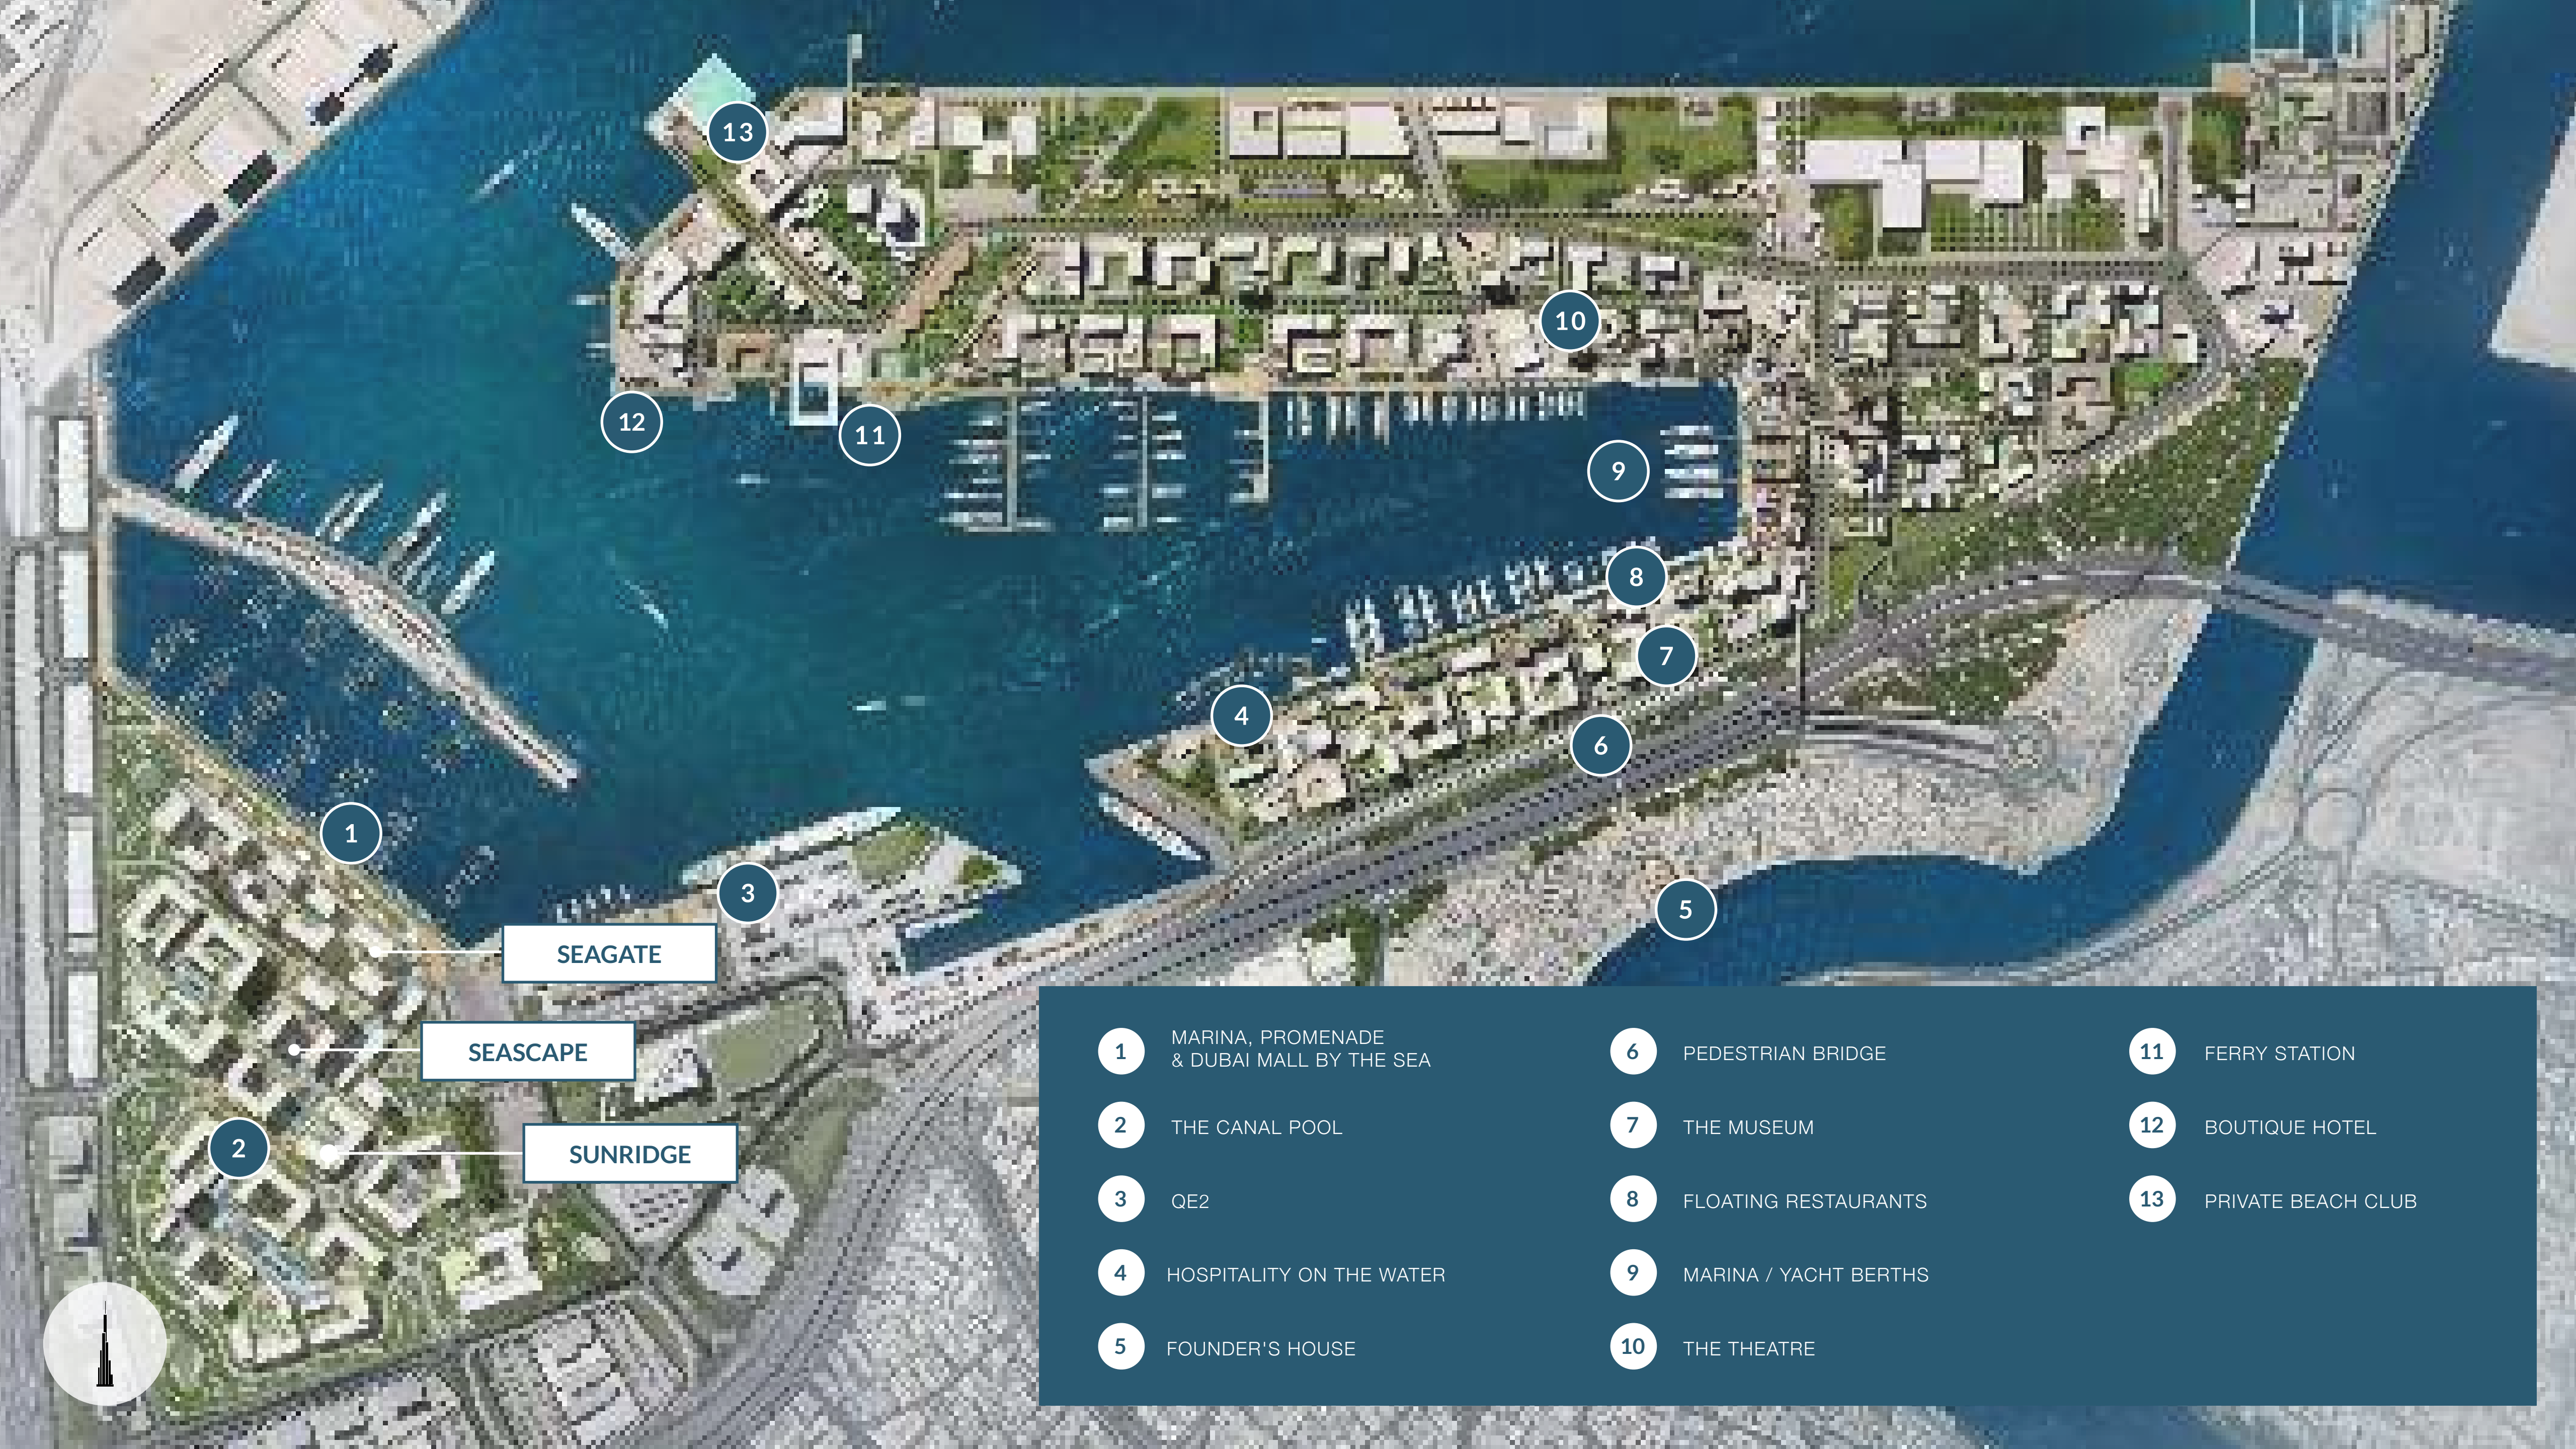 13
10
12
11
9
8
7
4
6
1
3
5
SEAGATE
SEASCAPE
2
SUNRIDGE
1 MARINA, PROMENADE
& DUBAI MALL BY THE SEA
2 THE CANAL POOL
3 QE2
4 HOSPITALITY ON THE WATER
5 FOUNDER'S HOUSE
6 PEDESTRIAN BRIDGE
7 THE MUSEUM
8 FLOATING RESTAURANTS
9 MARINA / YACHT BERTHS
10 THE THEATRE
11 FERRY STATION
12 BOUTIQUE HOTEL
13 PRIVATE BEACH CLUB